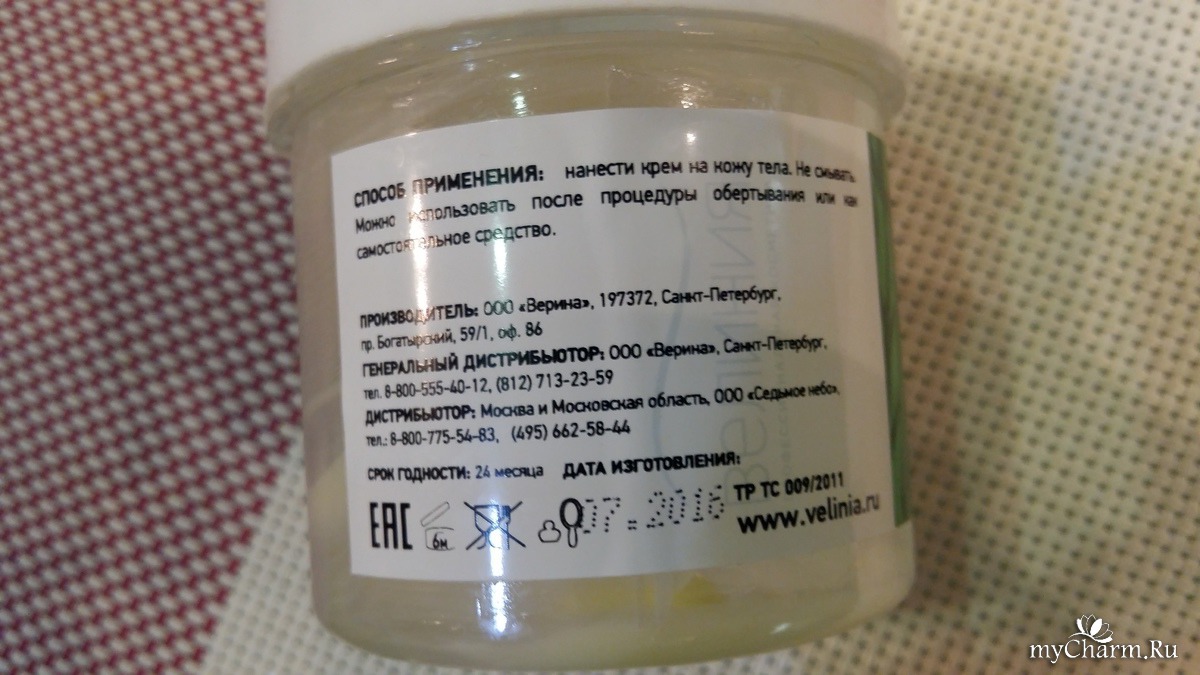 СПОСОБ ПРИМЕНЕНИЯ: нанести крем на кожу тела. Не смывать.
Можно использовать после процедуры обертывания или как
самостоятельное средство.
ПРОИЗВОДИТЕЛЬ: ООО «Верина», 197372, Санкт-Петербург,
пр. Богатырский, 59/1, оф. 86
ГЕНЕРАЛЬНЫЙ ДИСТРИБЬЮТОР: ООО «Верина», Санкт-Петербург,
тел. 8-800-555-40-12, (812) 713-23-59
ДИСТРИБЬЮТОР: Москва и Московская область, ООО «Седьмое небо»,
тел.: 8-800-775-54-83, (495) 662-58-44
СРОК ГОДНОСТИ: 24 месяца ДАТА ИЗГОТОВЛЕНИЯ:
07.2016 ТР ТС 009/2011
EAC 6м www.velinia.ru
myCharm.Ru